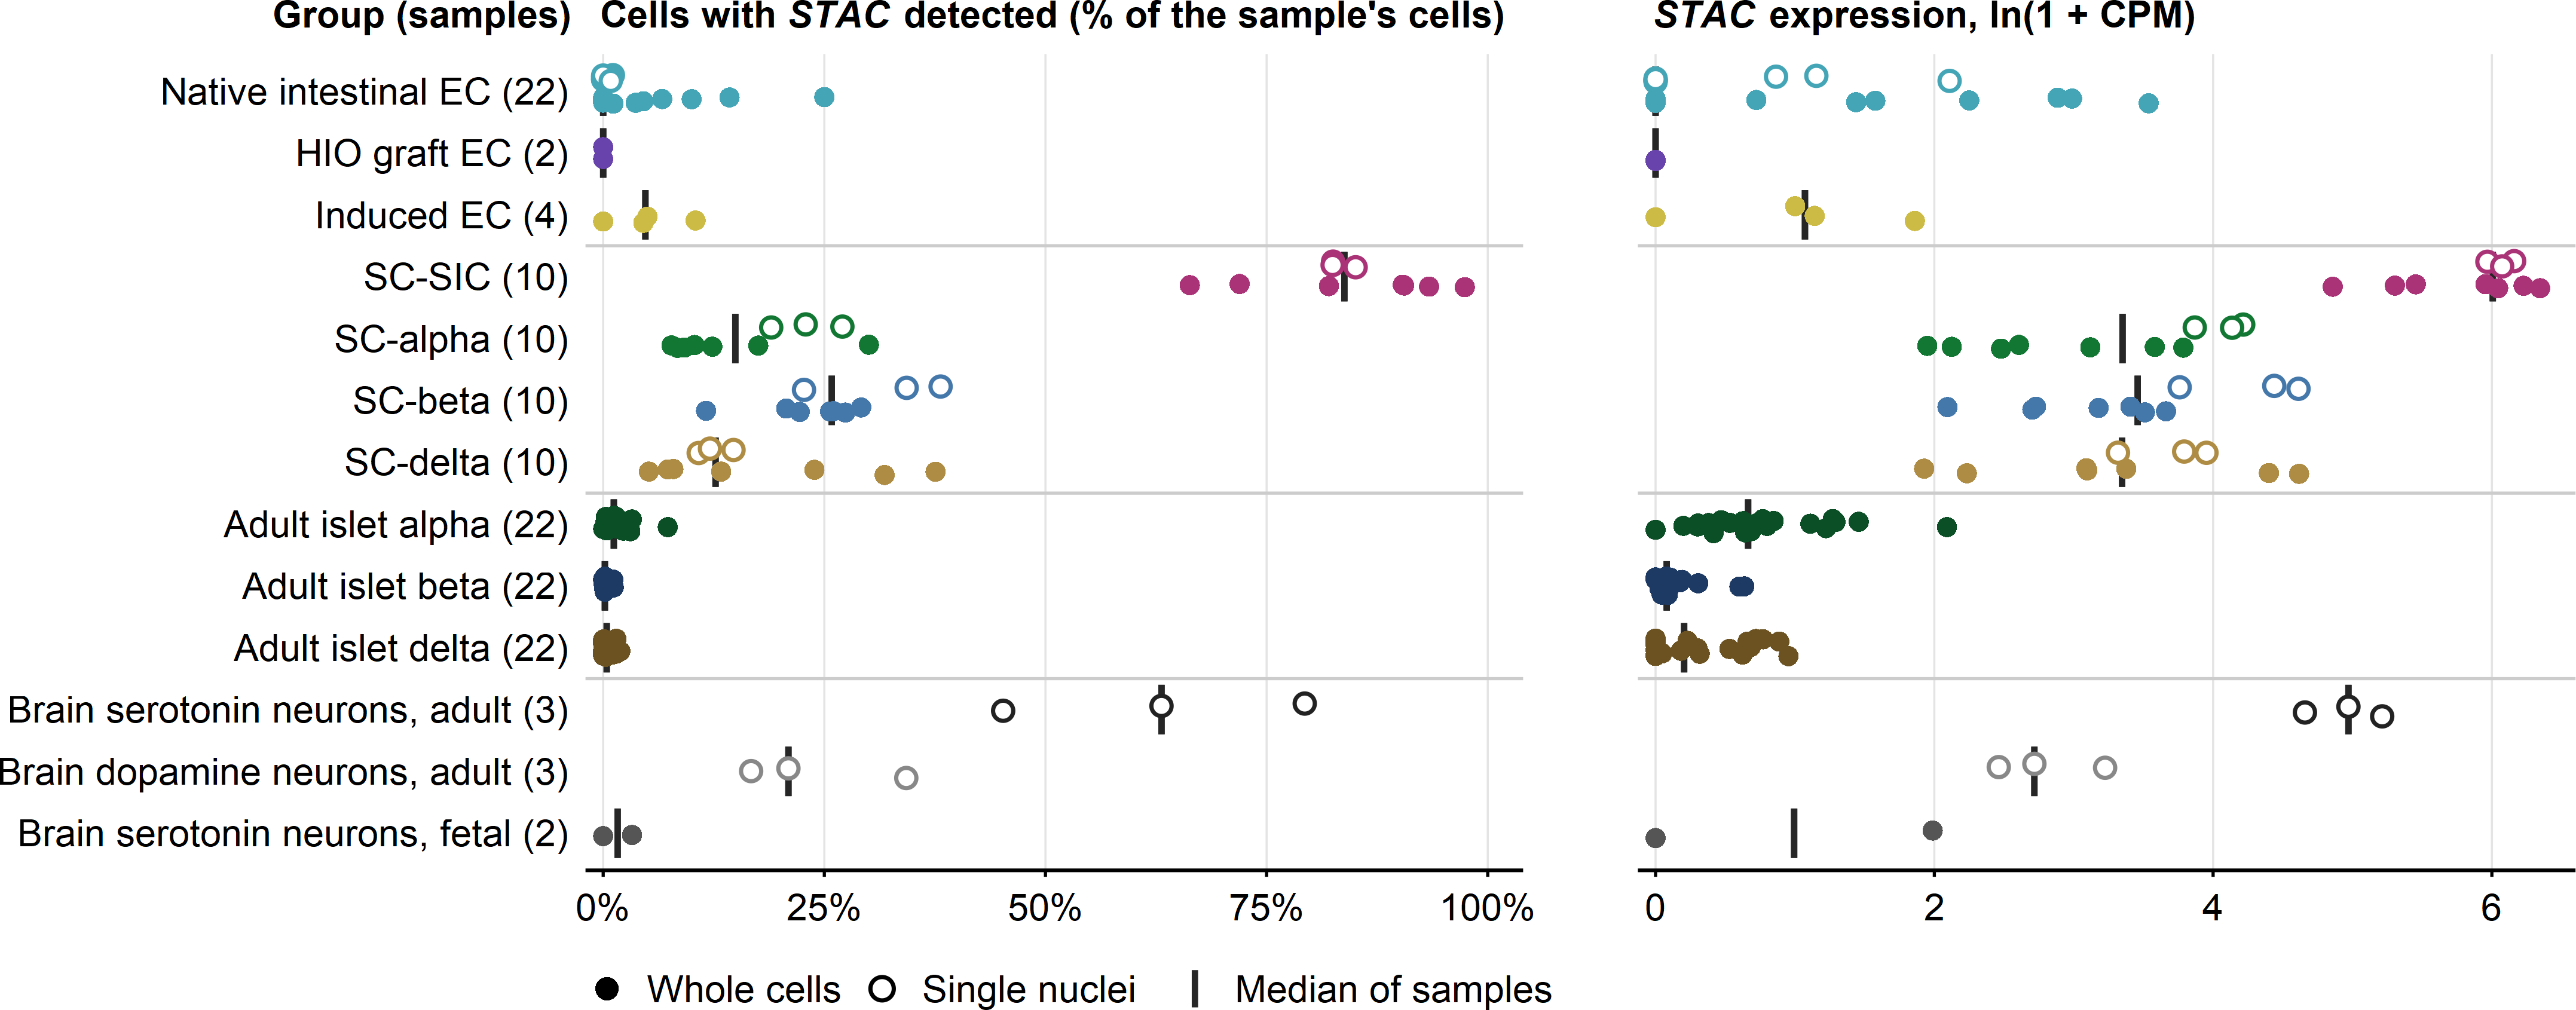 Group (samples) Cells with STAC detected (% of the sample's cells) STAC expression, ln(1 + CPM)
Native intestinal EC (22)
HIO graft EC (2)
Induced EC (4)
SC-SIC (10)
SC-alpha (10)
SC-beta (10)
SC-delta (10)
Adult islet alpha (22)
Adult islet beta (22)
Adult islet delta (22)
Brain serotonin neurons, adult (3)
Brain dopamine neurons, adult (3)
Brain serotonin neurons, fetal (2)
0% 25% 50% 75% 100% 0 2 4 6
Whole cells Single nuclei Median of samples